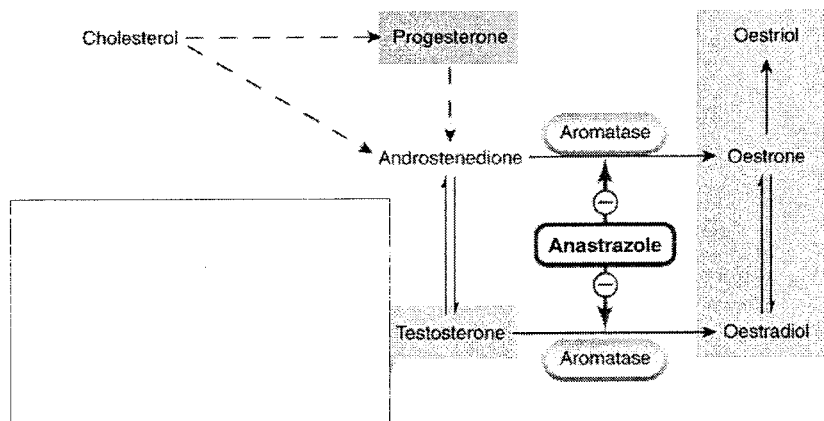 Cholesterol
Progesterone
Oestriol
Aromatase
Androstenedione
Oestrone
Anastrazole
Testosterone
Oestradiol
Aromatase